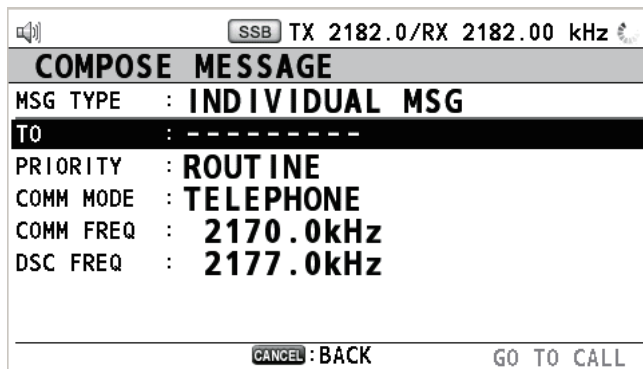 SSB TX 2182.0/RX 2182.00 kHz
COMPOSE MESSAGE
MSG TYPE : INDIVIDUAL MSG
TO : ---------
PRIORITY : ROUTINE
COMM MODE : TELEPHONE
COMM FREQ : 2170.0kHz
DSC FREQ : 2177.0kHz
CANCEL : BACK GO TO CALL